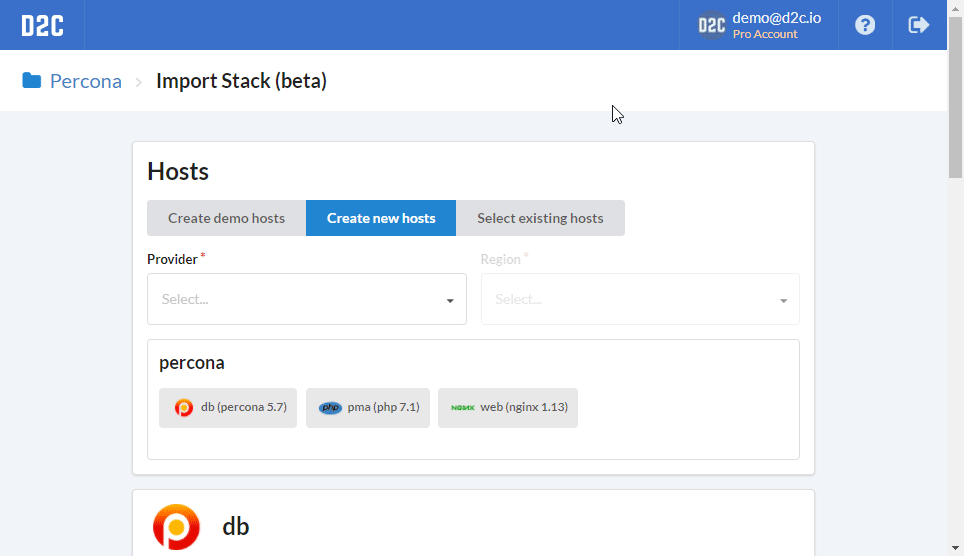 D2C
D2C demo@d2c.io
Pro Account
?
Percona > Import Stack (beta)
Hosts
Create demo hosts Create new hosts Select existing hosts
Provider * Region *
Select... Select...
percona
db (percona 5.7) php pma (php 7.1) NGINX web (nginx 1.13)
db